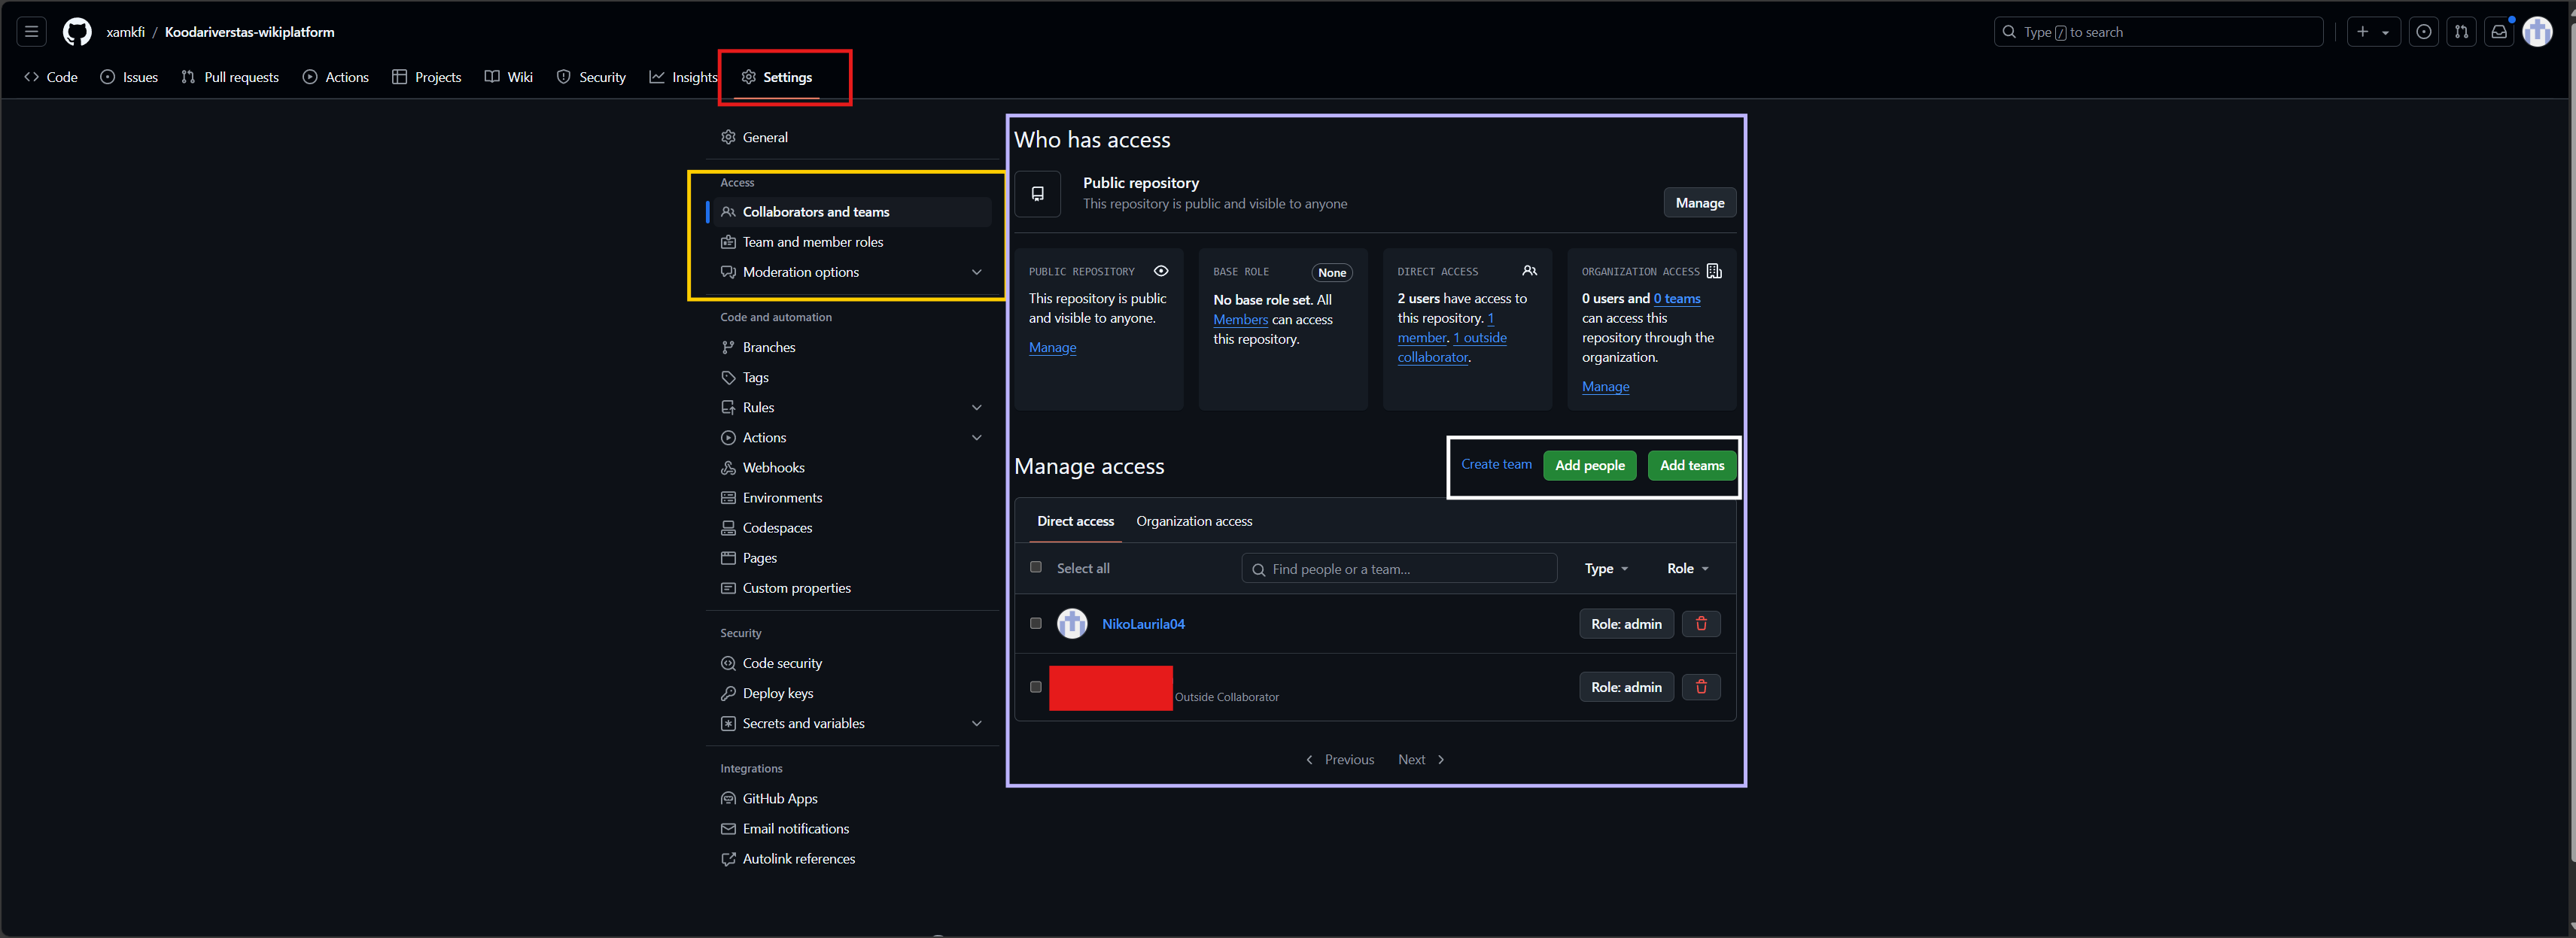 xamkfi / Koodariverstas-wikiplatform
Type / to search
Code
Issues
Pull requests
Actions
Projects
Wiki
Security
Insights
Settings
General
Access
Collaborators and teams
Team and member roles
Moderation options
Code and automation
Branches
Tags
Rules
Actions
Webhooks
Environments
Codespaces
Pages
Custom properties
Security
Code security
Deploy keys
Secrets and variables
Integrations
GitHub Apps
Email notifications
Autolink references
Who has access
Public repository
This repository is public and visible to anyone
Manage
PUBLIC REPOSITORY
This repository is public
and visible to anyone.
Manage
BASE ROLE
None
No base role set. All
Members can access
this repository.
DIRECT ACCESS
2 users have access to
this repository. 1
member. 1 outside
collaborator.
ORGANIZATION ACCESS
0 users and 0 teams
can access this
repository through the
organization.
Manage
Manage access
Create team
Add people
Add teams
Direct access
Organization access
Select all
Find people or a team...
Type
Role
NikoLaurila04
Role: admin
Outside Collaborator
Role: admin
Previous
Next